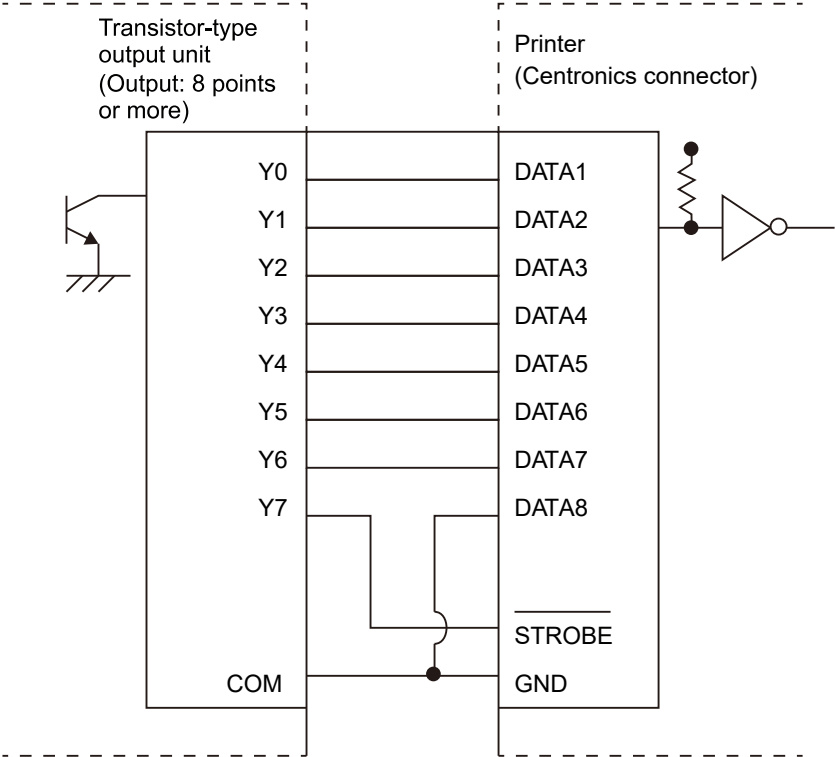 Transistor-type
output unit
(Output: 8 points
or more)
Printer
(Centronics connector)
Y0
DATA1
Y1
DATA2
Y2
DATA3
Y3
DATA4
Y4
DATA5
Y5
DATA6
Y6
DATA7
Y7
DATA8
STROBE
COM
GND